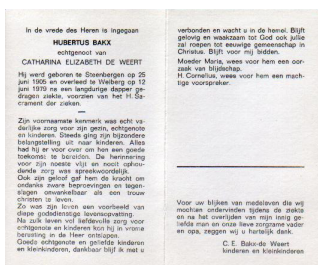 In de vrede des Heren is ingegaan
HUBERTUS BAKX
echtgenoot van
CATHARINA ELIZABETH DE WEERT
Hij werd geboren te Steenbergen op 25
juni 1905 en overleed te Welberg op 12
juni 1979 na een langdurige dapper ge-
dragen ziekte, voorzien van het H. Sa-
crament der zieken.
Zijn voornaamste kenmerk was echt va-
derlijke zorg voor zijn gezin, echtgenote
en kinderen. Steeds ging zijn bijzondere
belangstelling uit naar kinderen. Alles
had hij er voor over om hen een goede
toekomst te bereiden. De herinnering
voor zijn noeste vlijt en nooit ophou-
dende zorg was spreekwoordelijk.
Ook zijn geloof gaf hem de kracht om
ondanks zware beproevingen en tegen-
slagen onwankelbaar als een trouw
christen te leven.
Zo was zijn leven een voorbeeld van
diepe godsdienstige levensopvatting.
Na zulk leven vol liefdevolle zorg voor
echtgenote en kinderen kon hij in vrome
berusting in de Heer ontslapen.
Goede echtgenote en geliefde kinderen
en kleinkinderen, dankbaar blijf ik met u
verbonden en wacht u in de hemel. Blijft
gelovig en waakzaam tot God ook jullie
zal roepen tot eeuwige gemeenschap in
Christus. Blijft voor mij bidden.
Moeder Maria, wees voor hem een oor-
zaak van blijdschap.
H. Cornelius, wees voor hem een mach-
tige voorspreker.
Voor uw blijken van medeleven die wij
mochten ondervinden tijdens de ziekte
en na het overlijden van mijn innig ge-
liefde man en onze lieve zorgzame vader
en opa, zeggen wij u hartelijk dank.
C. E. Bakx-de Weert
kinderen en kleinkinderen